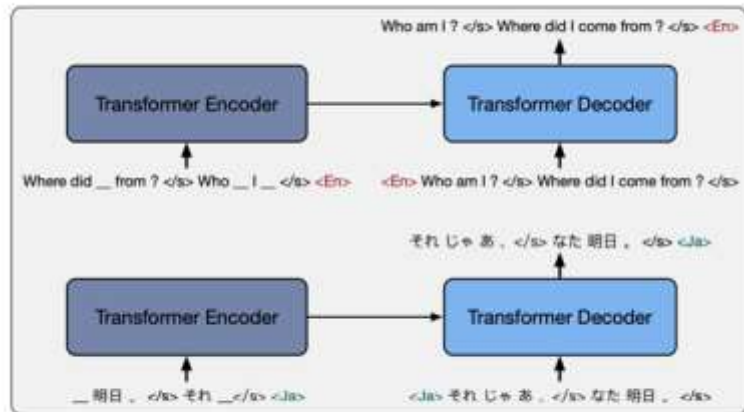 Who am I ? </s> Where did I come from ? </s> <En>
Transformer Encoder
Transformer Decoder
Where did __ from ? </s> Who __ I __ </s> <En>
<En> Who am I ? </s> Where did I come from ? </s>
それ じゃ あ . </s> なた 明日 。 </s> <Ja>
Transformer Encoder
Transformer Decoder
__ 明日 。 </s> それ __</s> <Ja>
<Ja> それ じゃ あ . </s> なた 明日 。 </s>